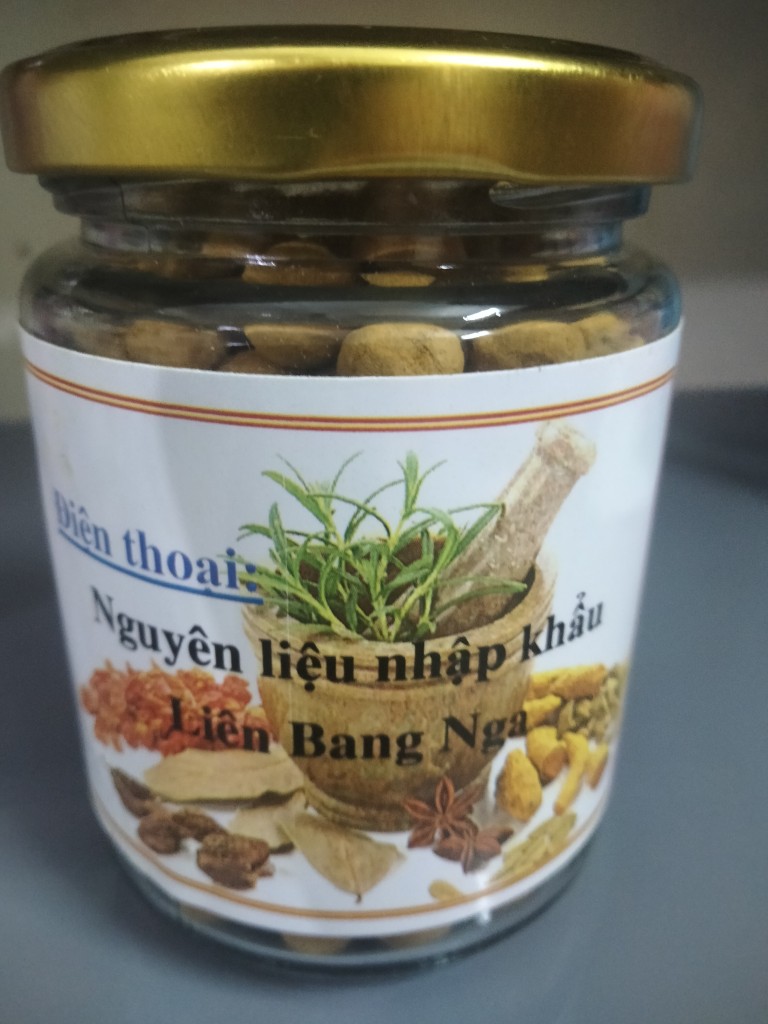 Điện thoại:
Nguyên liệu nhập khẩu
Liên Bang Nga